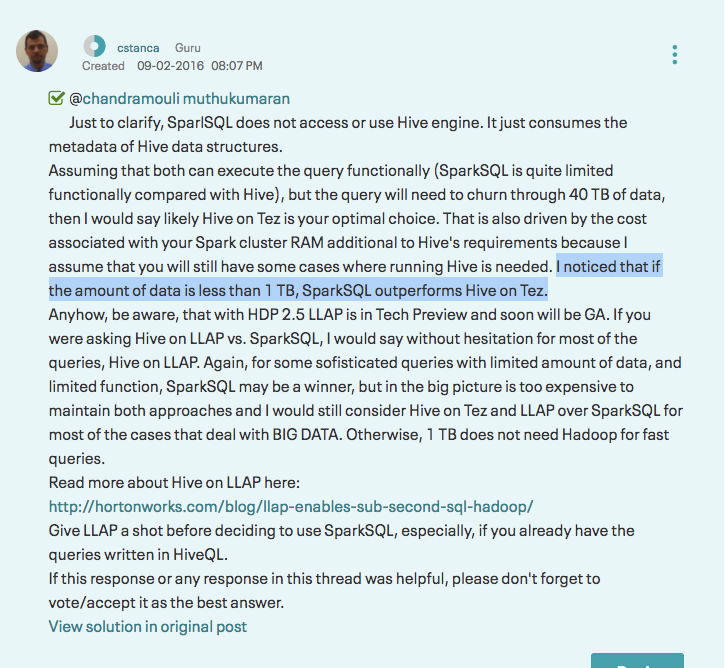 cstanca Guru
Created 09-02-2016 08:07 PM
@chandramouli muthukumaran
Just to clarify, SparlSQL does not access or use Hive engine. It just consumes the
metadata of Hive data structures.
Assuming that both can execute the query functionally (SparkSQL is quite limited
functionally compared with Hive), but the query will need to churn through 40 TB of data,
then I would say likely Hive on Tez is your optimal choice. That is also driven by the cost
associated with your Spark cluster RAM additional to Hive's requirements because I
assume that you will still have some cases where running Hive is needed. I noticed that if
the amount of data is less than 1 TB, SparkSQL outperforms Hive on Tez.
Anyhow, be aware, that with HDP 2.5 LLAP is in Tech Preview and soon will be GA. If you
were asking Hive on LLAP vs. SparkSQL, I would say without hesitation for most of the
queries, Hive on LLAP. Again, for some sofisticated queries with limited amount of data, and
limited function, SparkSQL may be a winner, but in the big picture is too expensive to
maintain both approaches and I would still consider Hive on Tez and LLAP over SparkSQL for
most of the cases that deal with BIG DATA. Otherwise, 1 TB does not need Hadoop for fast
queries.
Read more about Hive on LLAP here:
http://hortonworks.com/blog/llap-enables-sub-second-sql-hadoop/
Give LLAP a shot before deciding to use SparkSQL, especially, if you already have the
queries written in HiveQL.
If this response or any response in this thread was helpful, please don't forget to
vote/accept it as the best answer.
View solution in original post